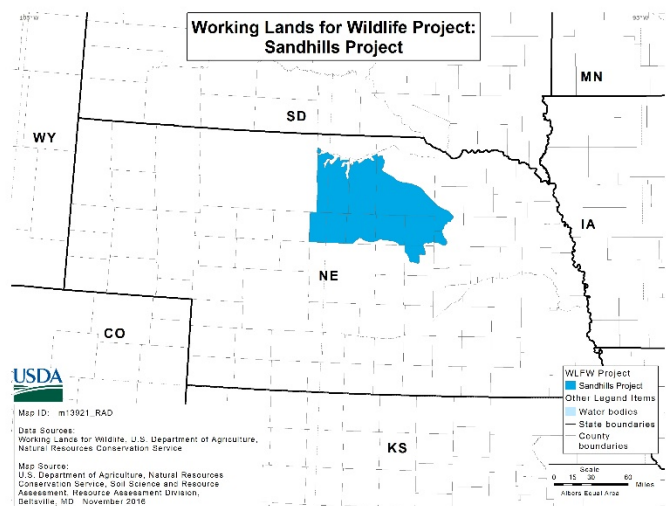 Working Lands for Wildlife Project:
Sandhills Project
MN
SD
WY
IA
NE
CO
KS
USDA
Map ID: m13921_RAD
Data Sources:
Working Lands for Wildlife, U.S. Department of Agriculture,
Natural Resources Conservation Service
Map Source:
U.S. Department of Agriculture, Natural Resources
Conservation Service, Soil Science and Resource
Assessment, Resource Assessment Division,
Beltsville, MD November 2016
WLFW Project
Sandhills Project
Other Legand Items
Water bodies
State boundaries
County
boundaries
Scale
0 15 30 60
Miles
Albers Equal Area